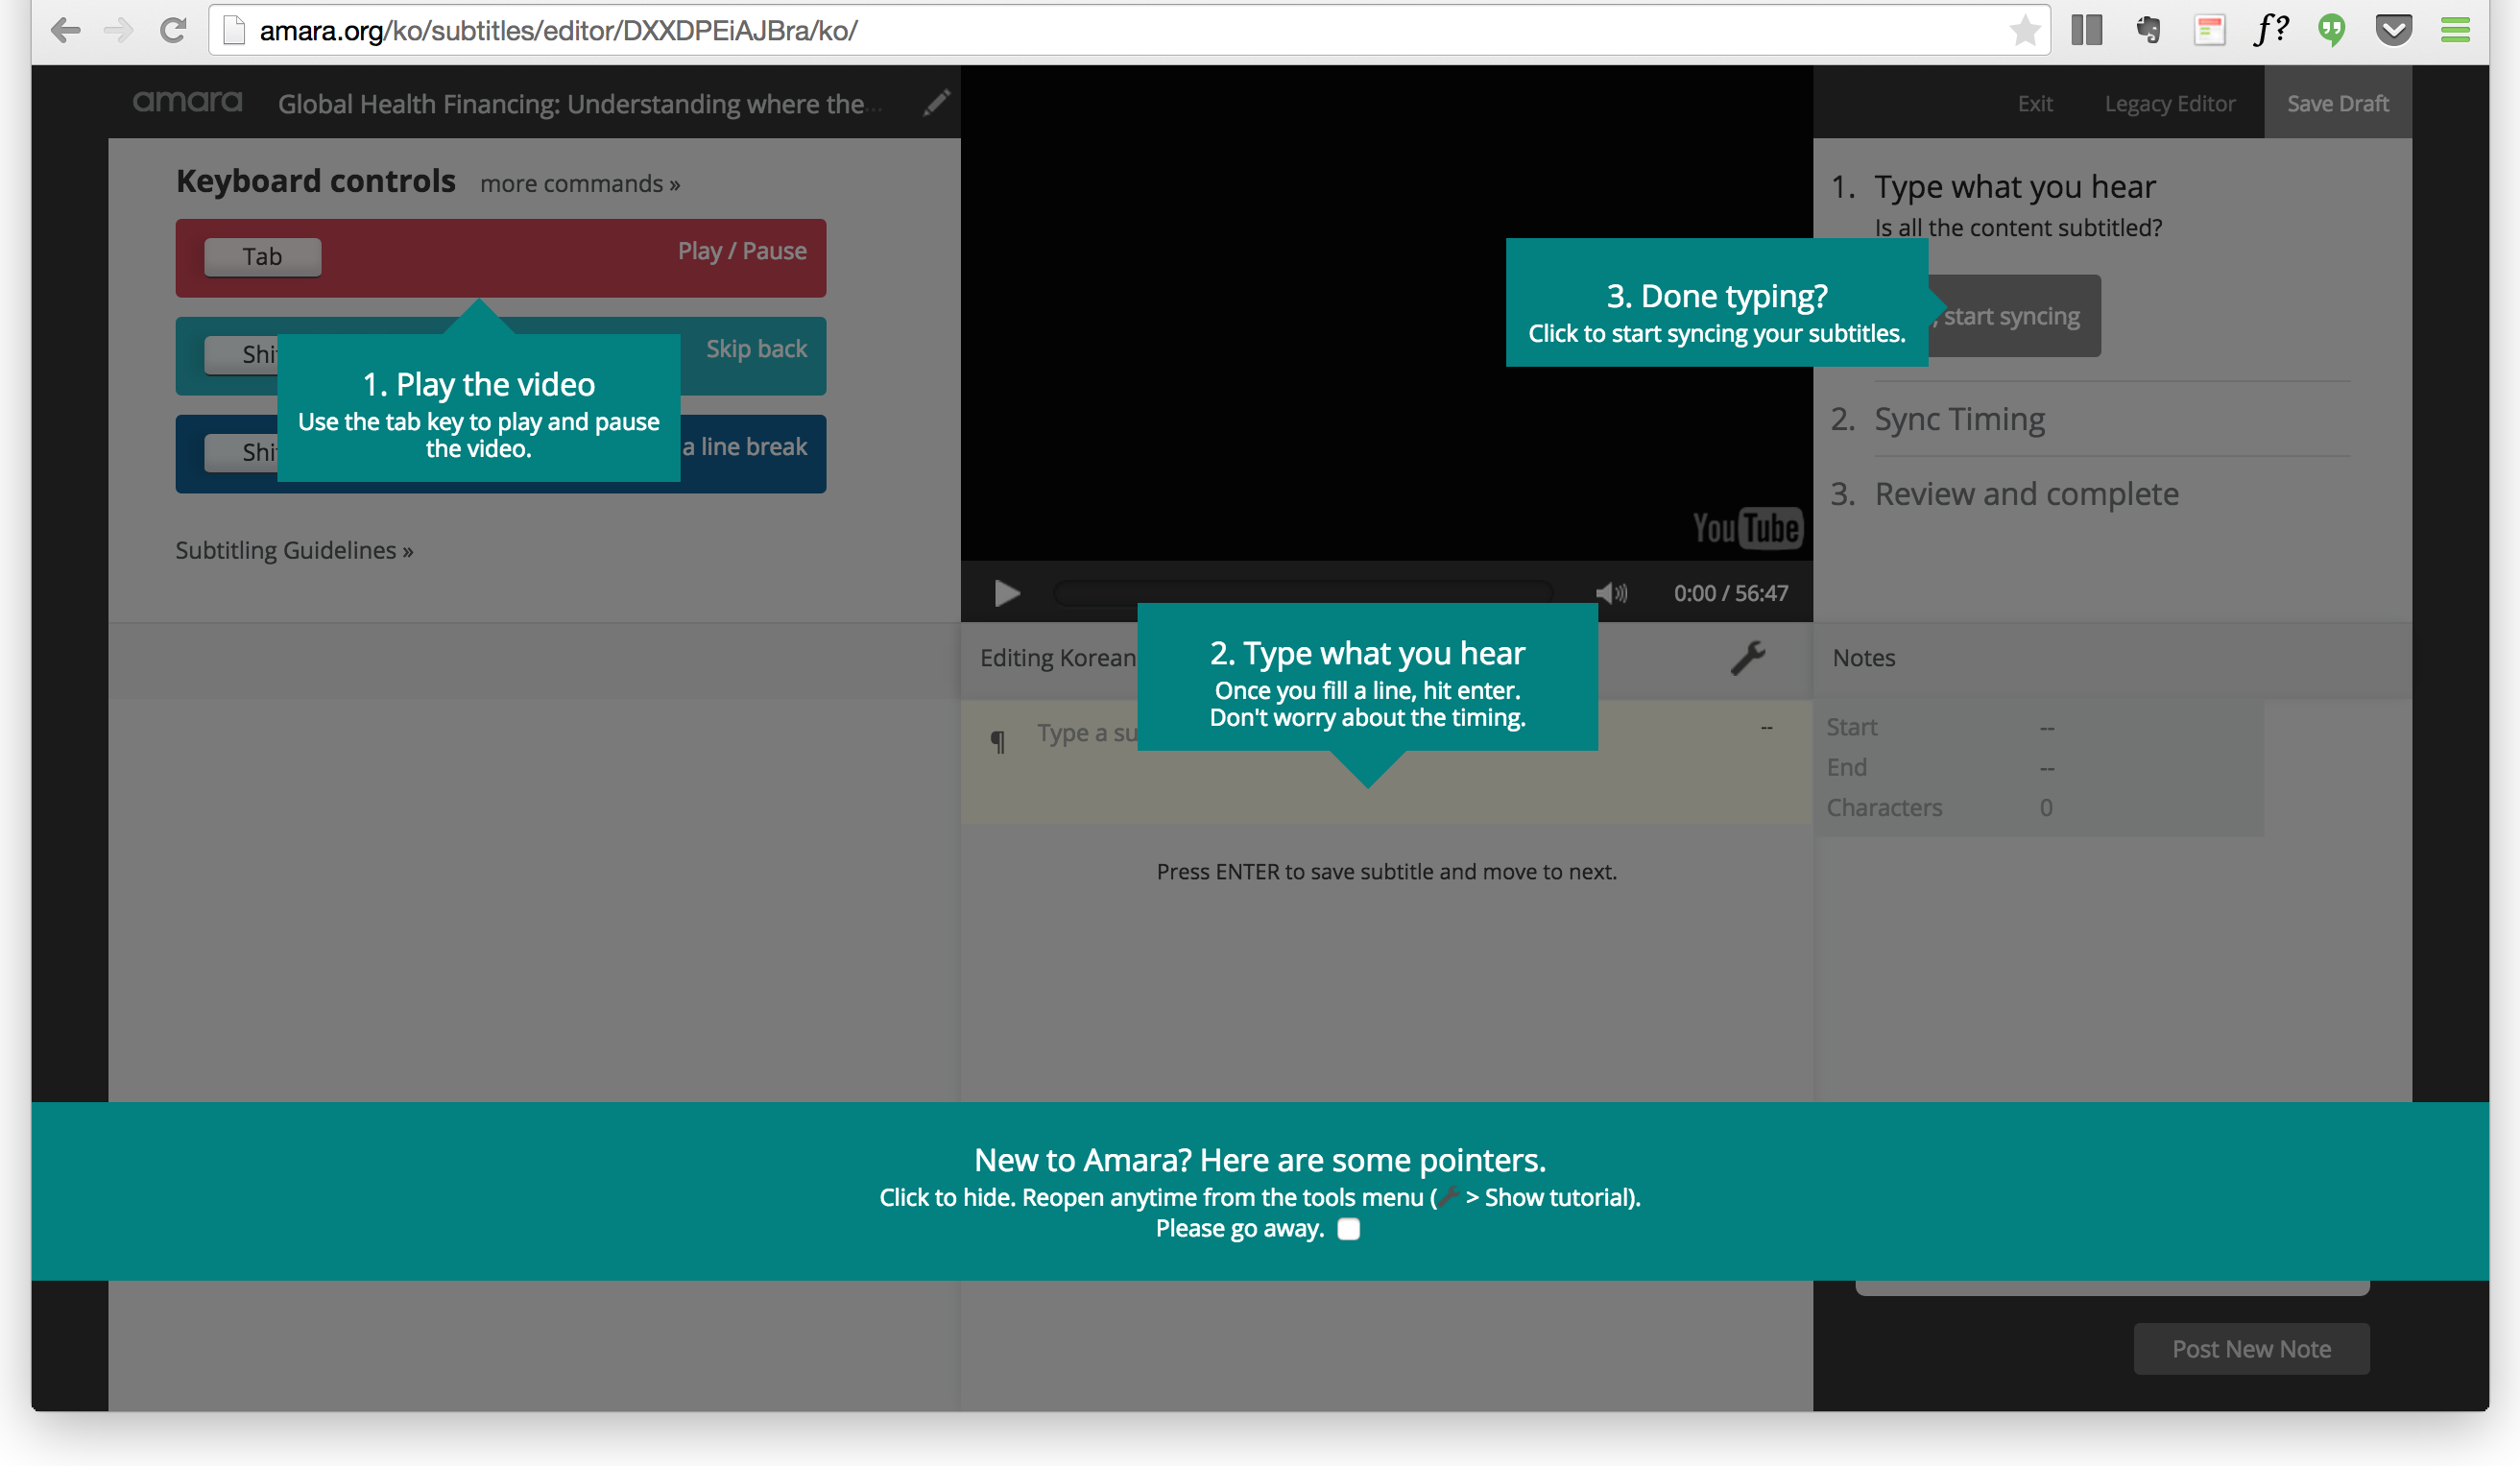 amara.org/ko/subtitles/editor/DXXDPEiAJBra/ko/
f?
amara
Global Health Financing: Understanding where the...
Exit
Legacy Editor
Save Draft
Keyboard controls
more commands »
Tab
Play / Pause
Shi
Skip back
Shi
a line break
1. Play the video
Use the tab key to play and pause
the video.
Subtitling Guidelines »
YouTube
0:00 / 56:47
1. Type what you hear
Is all the content subtitled?
3. Done typing?
Click to start syncing your subtitles.
, start syncing
2. Sync Timing
3. Review and complete
Editing Korean
2. Type what you hear
Once you fill a line, hit enter.
Don't worry about the timing.
Notes
¶ Type a su
--
Start --
End --
Characters 0
Press ENTER to save subtitle and move to next.
New to Amara? Here are some pointers.
Click to hide. Reopen anytime from the tools menu ( > Show tutorial).
Please go away.
Post New Note